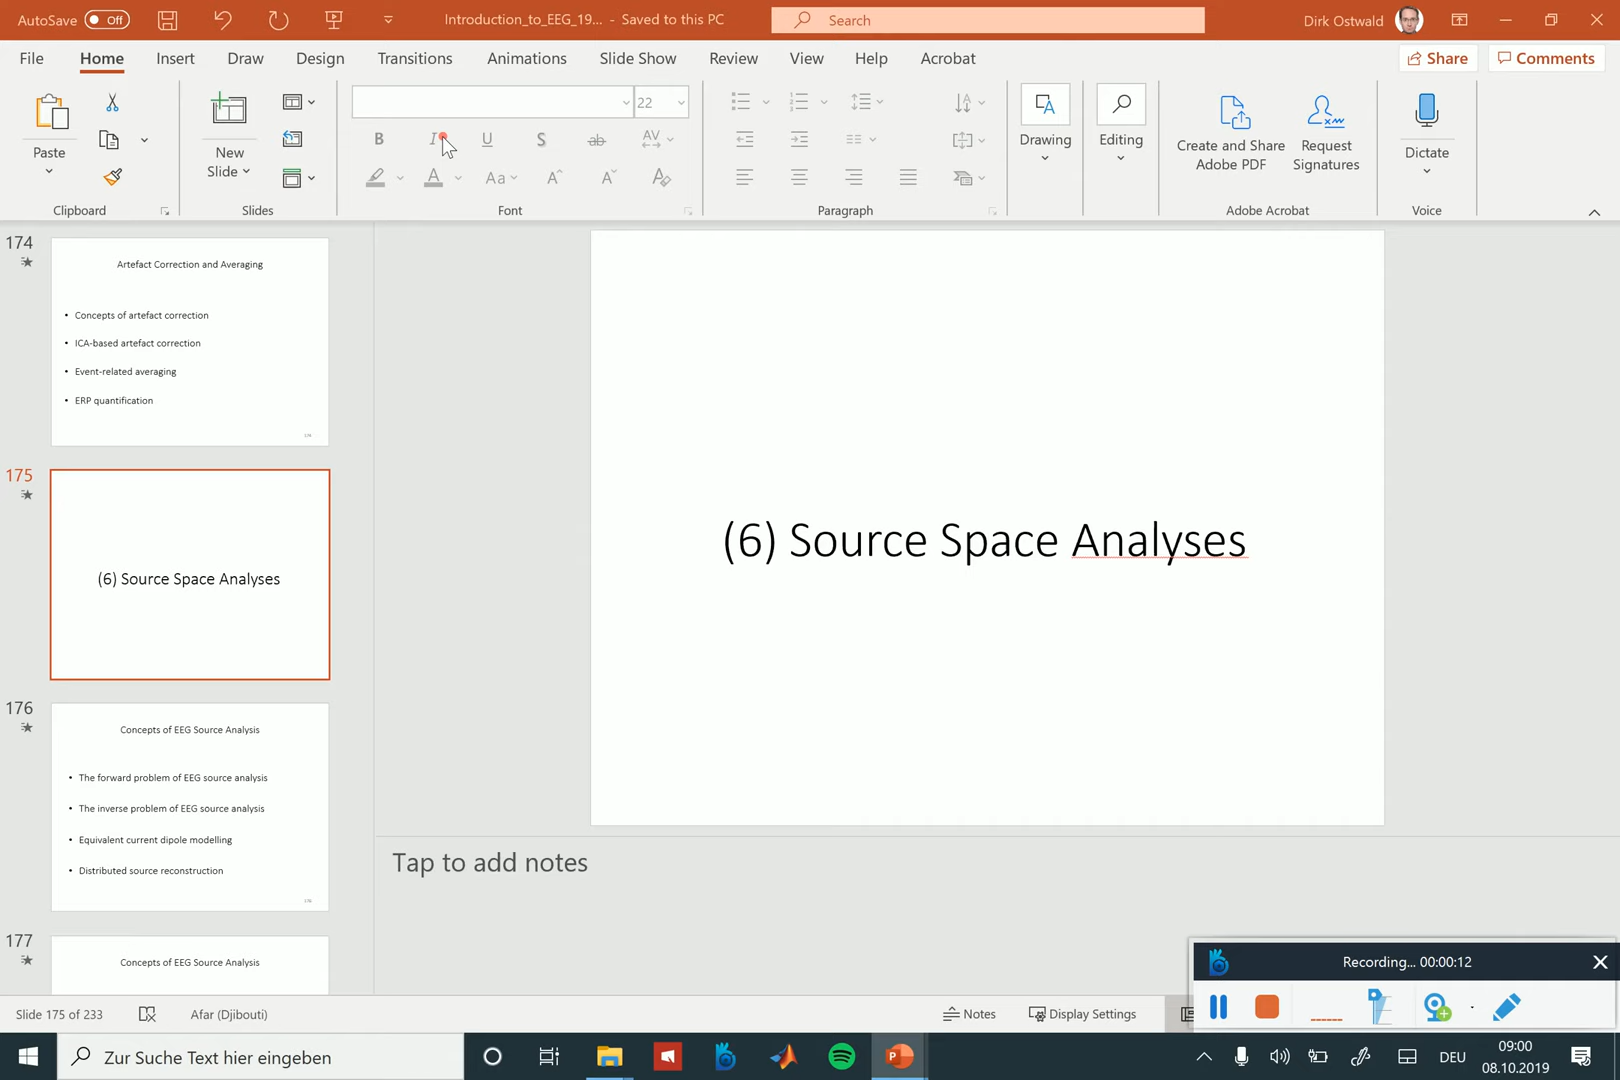 AutoSave Off Introduction_to_EEG_19... - Saved to this PC Search Dirk Ostwald
File Home Insert Draw Design Transitions Animations Slide Show Review View Help Acrobat Share Comments
22
Paste
New
Slide
Drawing
Editing
Create and Share
Adobe PDF
Request
Signatures
Dictate
Clipboard Slides Font Paragraph Adobe Acrobat Voice
174
Artefact Correction and Averaging
• Concepts of artefact correction
• ICA-based artefact correction
• Event-related averaging
• ERP quantification
175
(6) Source Space Analyses
176
Concepts of EEG Source Analysis
• The forward problem of EEG source analysis
• The inverse problem of EEG source analysis
• Equivalent current dipole modelling
• Distributed source reconstruction
177
Concepts of EEG Source Analysis
(6) Source Space Analyses
Tap to add notes
Recording... 00:00:12
Slide 175 of 233 Afar (Djibouti) Notes Display Settings
Zur Suche Text hier eingeben
DEU
09:00
08.10.2019